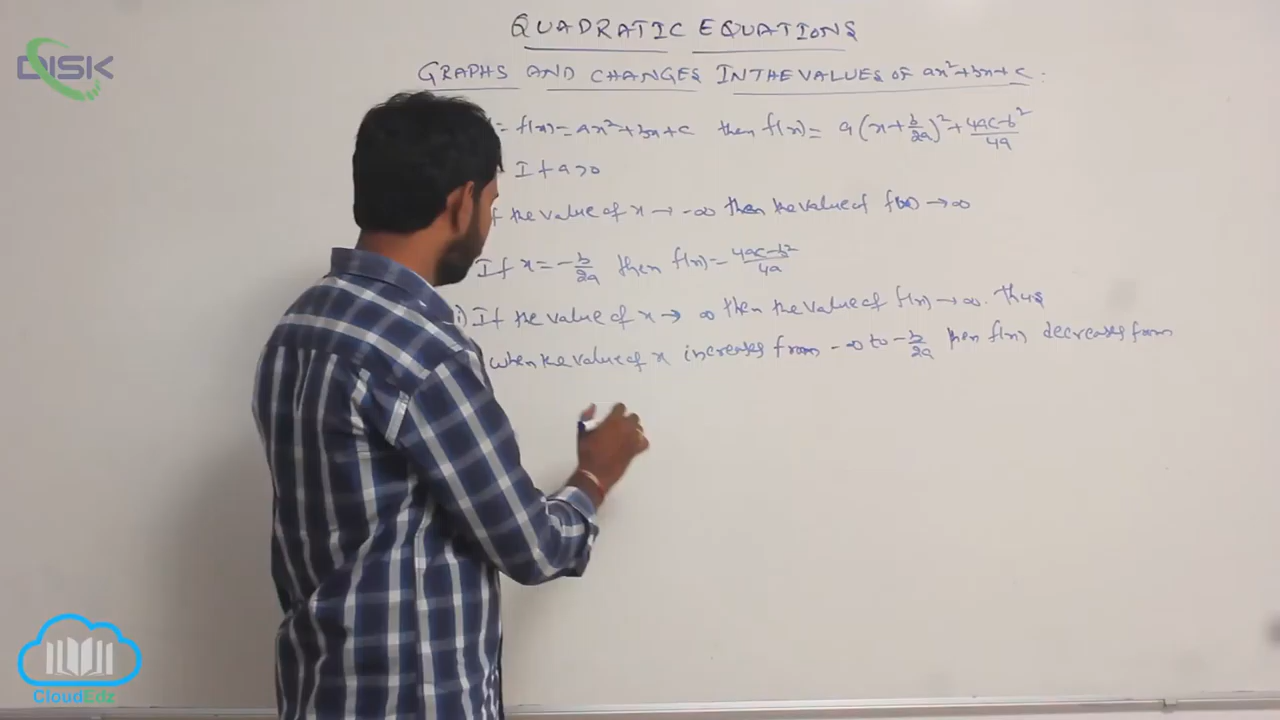 QUADRATIC EQUATIONS
DISK
GRAPHS AND CHANGES IN THE VALUES OF ax²+bx+c :
= f(x) = ax²+bx+c then f(x) = a(x+b/2a)²+(4ac-b²)/4a
If a>0
the value of x → -∞ then the value of f(x) → ∞
If x = -b/2a then f(x) = (4ac-b²)/4a
i) If the value of x → ∞ then the value of f(x) → ∞. thus
when the value of x increases from -∞ to -b/2a then f(x) decreases from
CloudEdz